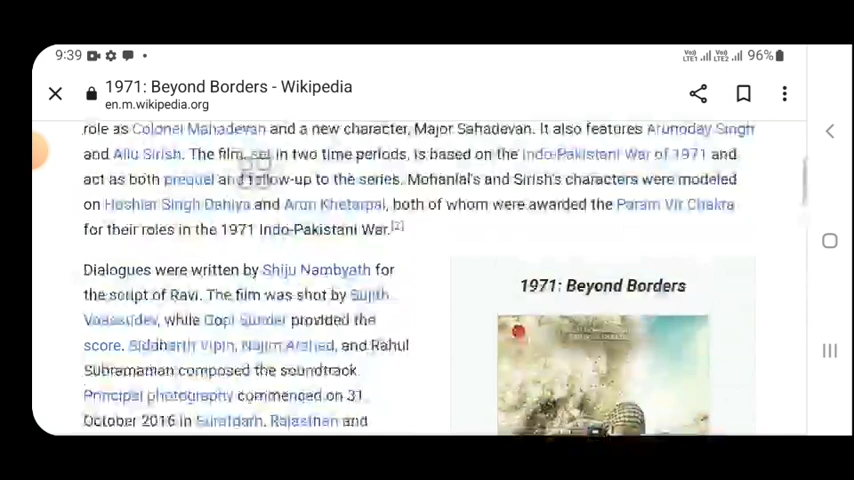 9:39
96%
1971: Beyond Borders - Wikipedia
en.m.wikipedia.org
role as Colonel Mahadevan and a new character, Major Sahadevan. It also features Arunoday Singh
and Allu Sirish. The film, set in two time periods, is based on the Indo-Pakistani War of 1971 and
act as both prequel and follow-up to the series. Mohanlal's and Sirish's characters were modeled
on Hoshiar Singh Dahiya and Arun Khetarpal, both of whom were awarded the Param Vir Chakra
for their roles in the 1971 Indo-Pakistani War.[2]
Dialogues were written by Shiju Nambyath for
the script of Ravi. The film was shot by Sujith
Vaassudev, while Gopi Sunder provided the
score. Siddharth Vipin, Najim Arshad, and Rahul
Subramanian composed the soundtrack.
Principal photography commenced on 31
October 2016 in Suratgarh, Rajasthan and
1971: Beyond Borders